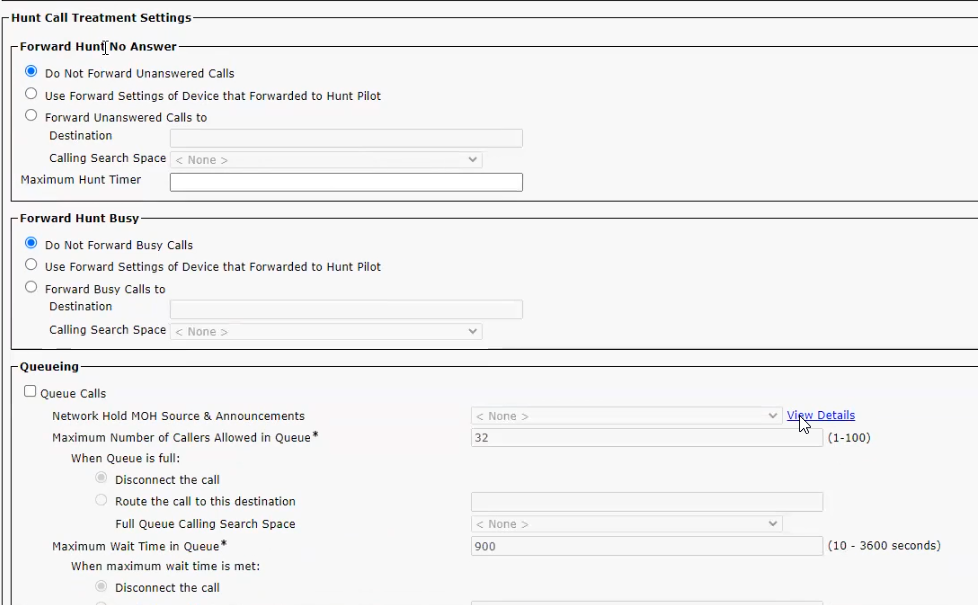 Hunt Call Treatment Settings
Forward Hunt No Answer
Do Not Forward Unanswered Calls
Use Forward Settings of Device that Forwarded to Hunt Pilot
Forward Unanswered Calls to
Destination
Calling Search Space < None >
Maximum Hunt Timer
Forward Hunt Busy
Do Not Forward Busy Calls
Use Forward Settings of Device that Forwarded to Hunt Pilot
Forward Busy Calls to
Destination
Calling Search Space < None >
Queueing
Queue Calls
Network Hold MOH Source & Announcements < None > View Details
Maximum Number of Callers Allowed in Queue* 32 (1-100)
When Queue is full:
Disconnect the call
Route the call to this destination
Full Queue Calling Search Space < None >
Maximum Wait Time in Queue* 900 (10 - 3600 seconds)
When maximum wait time is met:
Disconnect the call